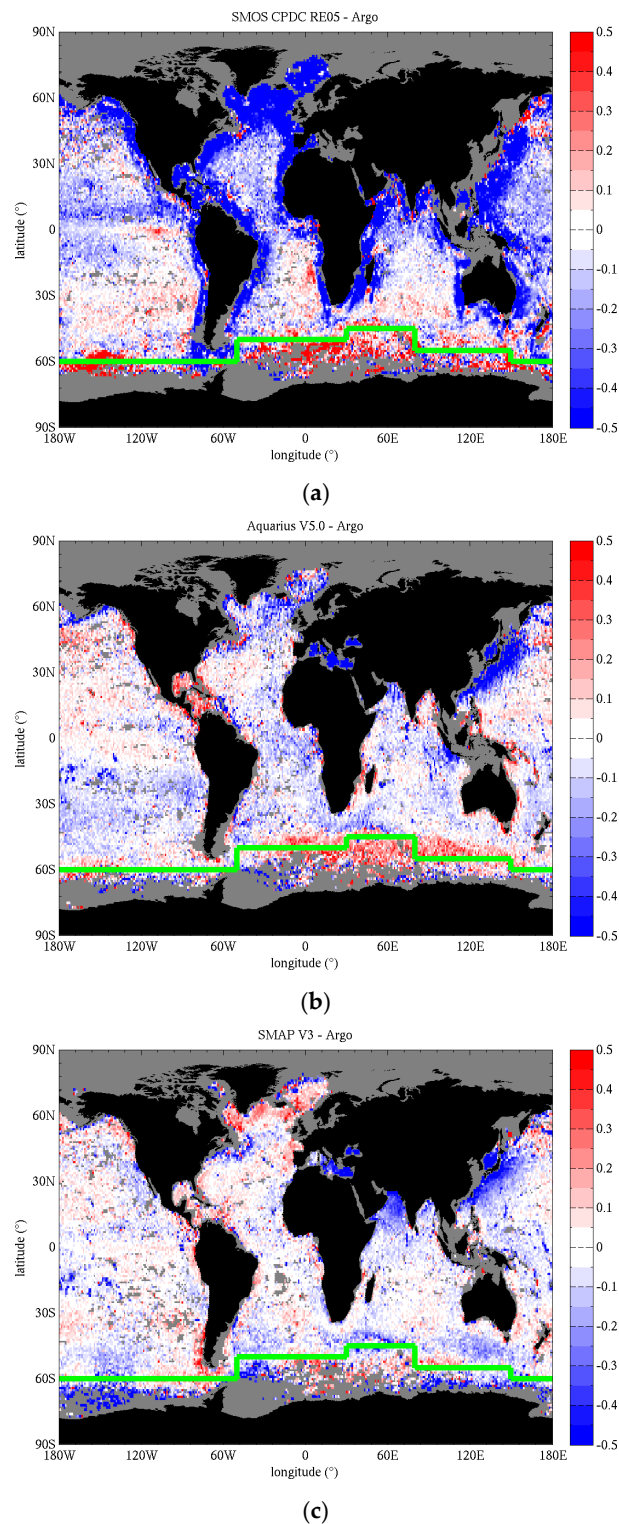 SMOS CPDC RE05 - Argo
90N
60N
30N
0
30S
60S
90S
latitude (°)
180W
120W
60W
0
60E
120E
180E
longitude (°)
0.5
0.4
0.3
0.2
0.1
0
-0.1
-0.2
-0.3
-0.4
-0.5
(a)
Aquarius V5.0 - Argo
90N
60N
30N
0
30S
60S
90S
latitude (°)
180W
120W
60W
0
60E
120E
180E
longitude (°)
0.5
0.4
0.3
0.2
0.1
0
-0.1
-0.2
-0.3
-0.4
-0.5
(b)
SMAP V3 - Argo
90N
60N
30N
0
30S
60S
90S
latitude (°)
180W
120W
60W
0
60E
120E
180E
longitude (°)
0.5
0.4
0.3
0.2
0.1
0
-0.1
-0.2
-0.3
-0.4
-0.5
(c)